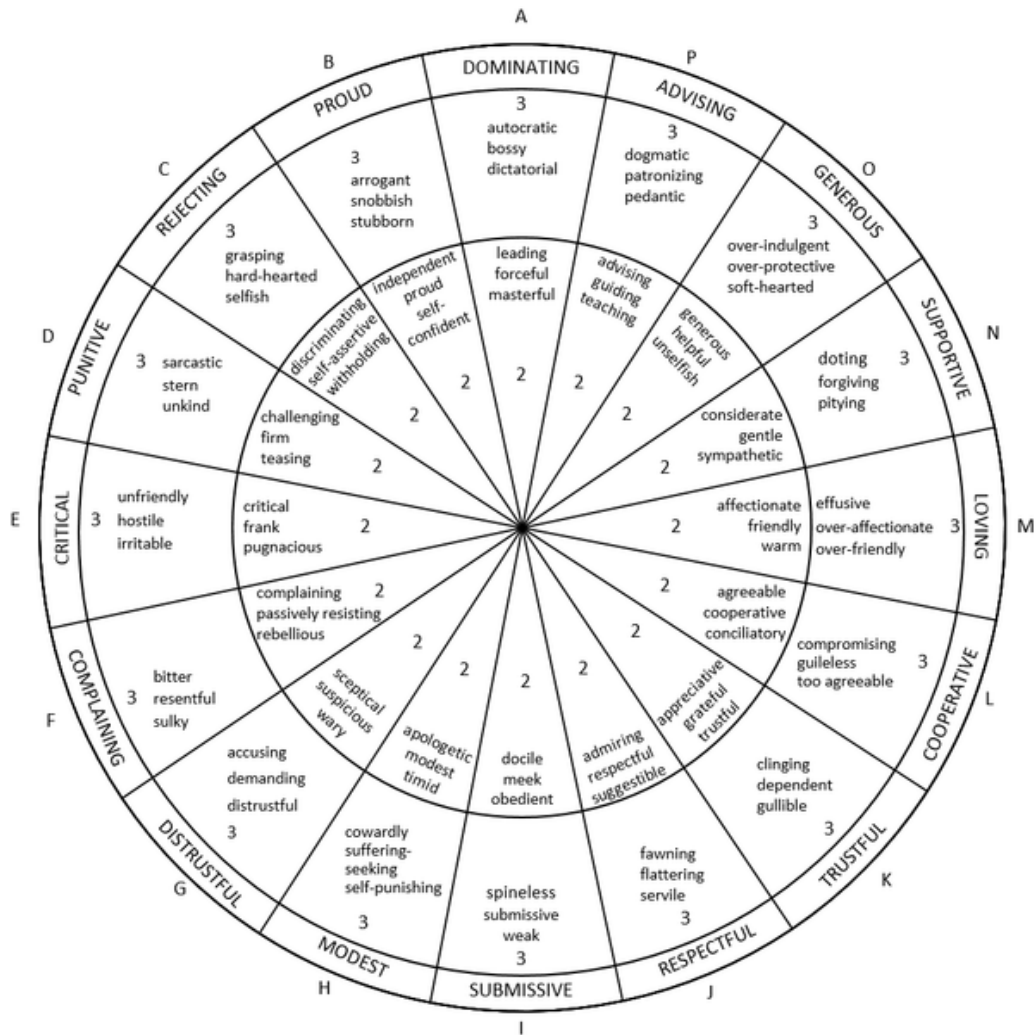 A
DOMINATING
3
autocratic
bossy
dictatorial
leading
forceful
masterful
2
B
PROUD
3
arrogant
snobbish
stubborn
independent
proud
self-
confident
2
C
REJECTING
3
grasping
hard-hearted
selfish
discriminating
self-assertive
withholding
2
D
PUNITIVE
3
sarcastic
stern
unkind
challenging
firm
teasing
2
E
CRITICAL
3
unfriendly
hostile
irritable
critical
frank
pugnacious
2
F
COMPLAINING
3
bitter
resentful
sulky
complaining
passively resisting
rebellious
2
G
DISTRUSTFUL
accusing
demanding
distrustful
3
sceptical
suspicious
wary
2
H
MODEST
cowardly
suffering-
seeking
self-punishing
3
apologetic
modest
timid
2
I
SUBMISSIVE
spineless
submissive
weak
3
docile
meek
obedient
2
J
RESPECTFUL
fawning
flattering
servile
3
admiring
respectful
suggestible
2
K
TRUSTFUL
clinging
dependent
gullible
3
appreciative
grateful
trustful
2
L
COOPERATIVE
compromising
guileless
too agreeable
3
agreeable
cooperative
conciliatory
2
M
LOVING
effusive
over-affectionate
over-friendly
3
affectionate
friendly
warm
2
N
SUPPORTIVE
doting
forgiving
pitying
3
considerate
gentle
sympathetic
2
O
GENEROUS
3
over-indulgent
over-protective
soft-hearted
generous
helpful
unselfish
2
P
ADVISING
3
dogmatic
patronizing
pedantic
advising
guiding
teaching
2